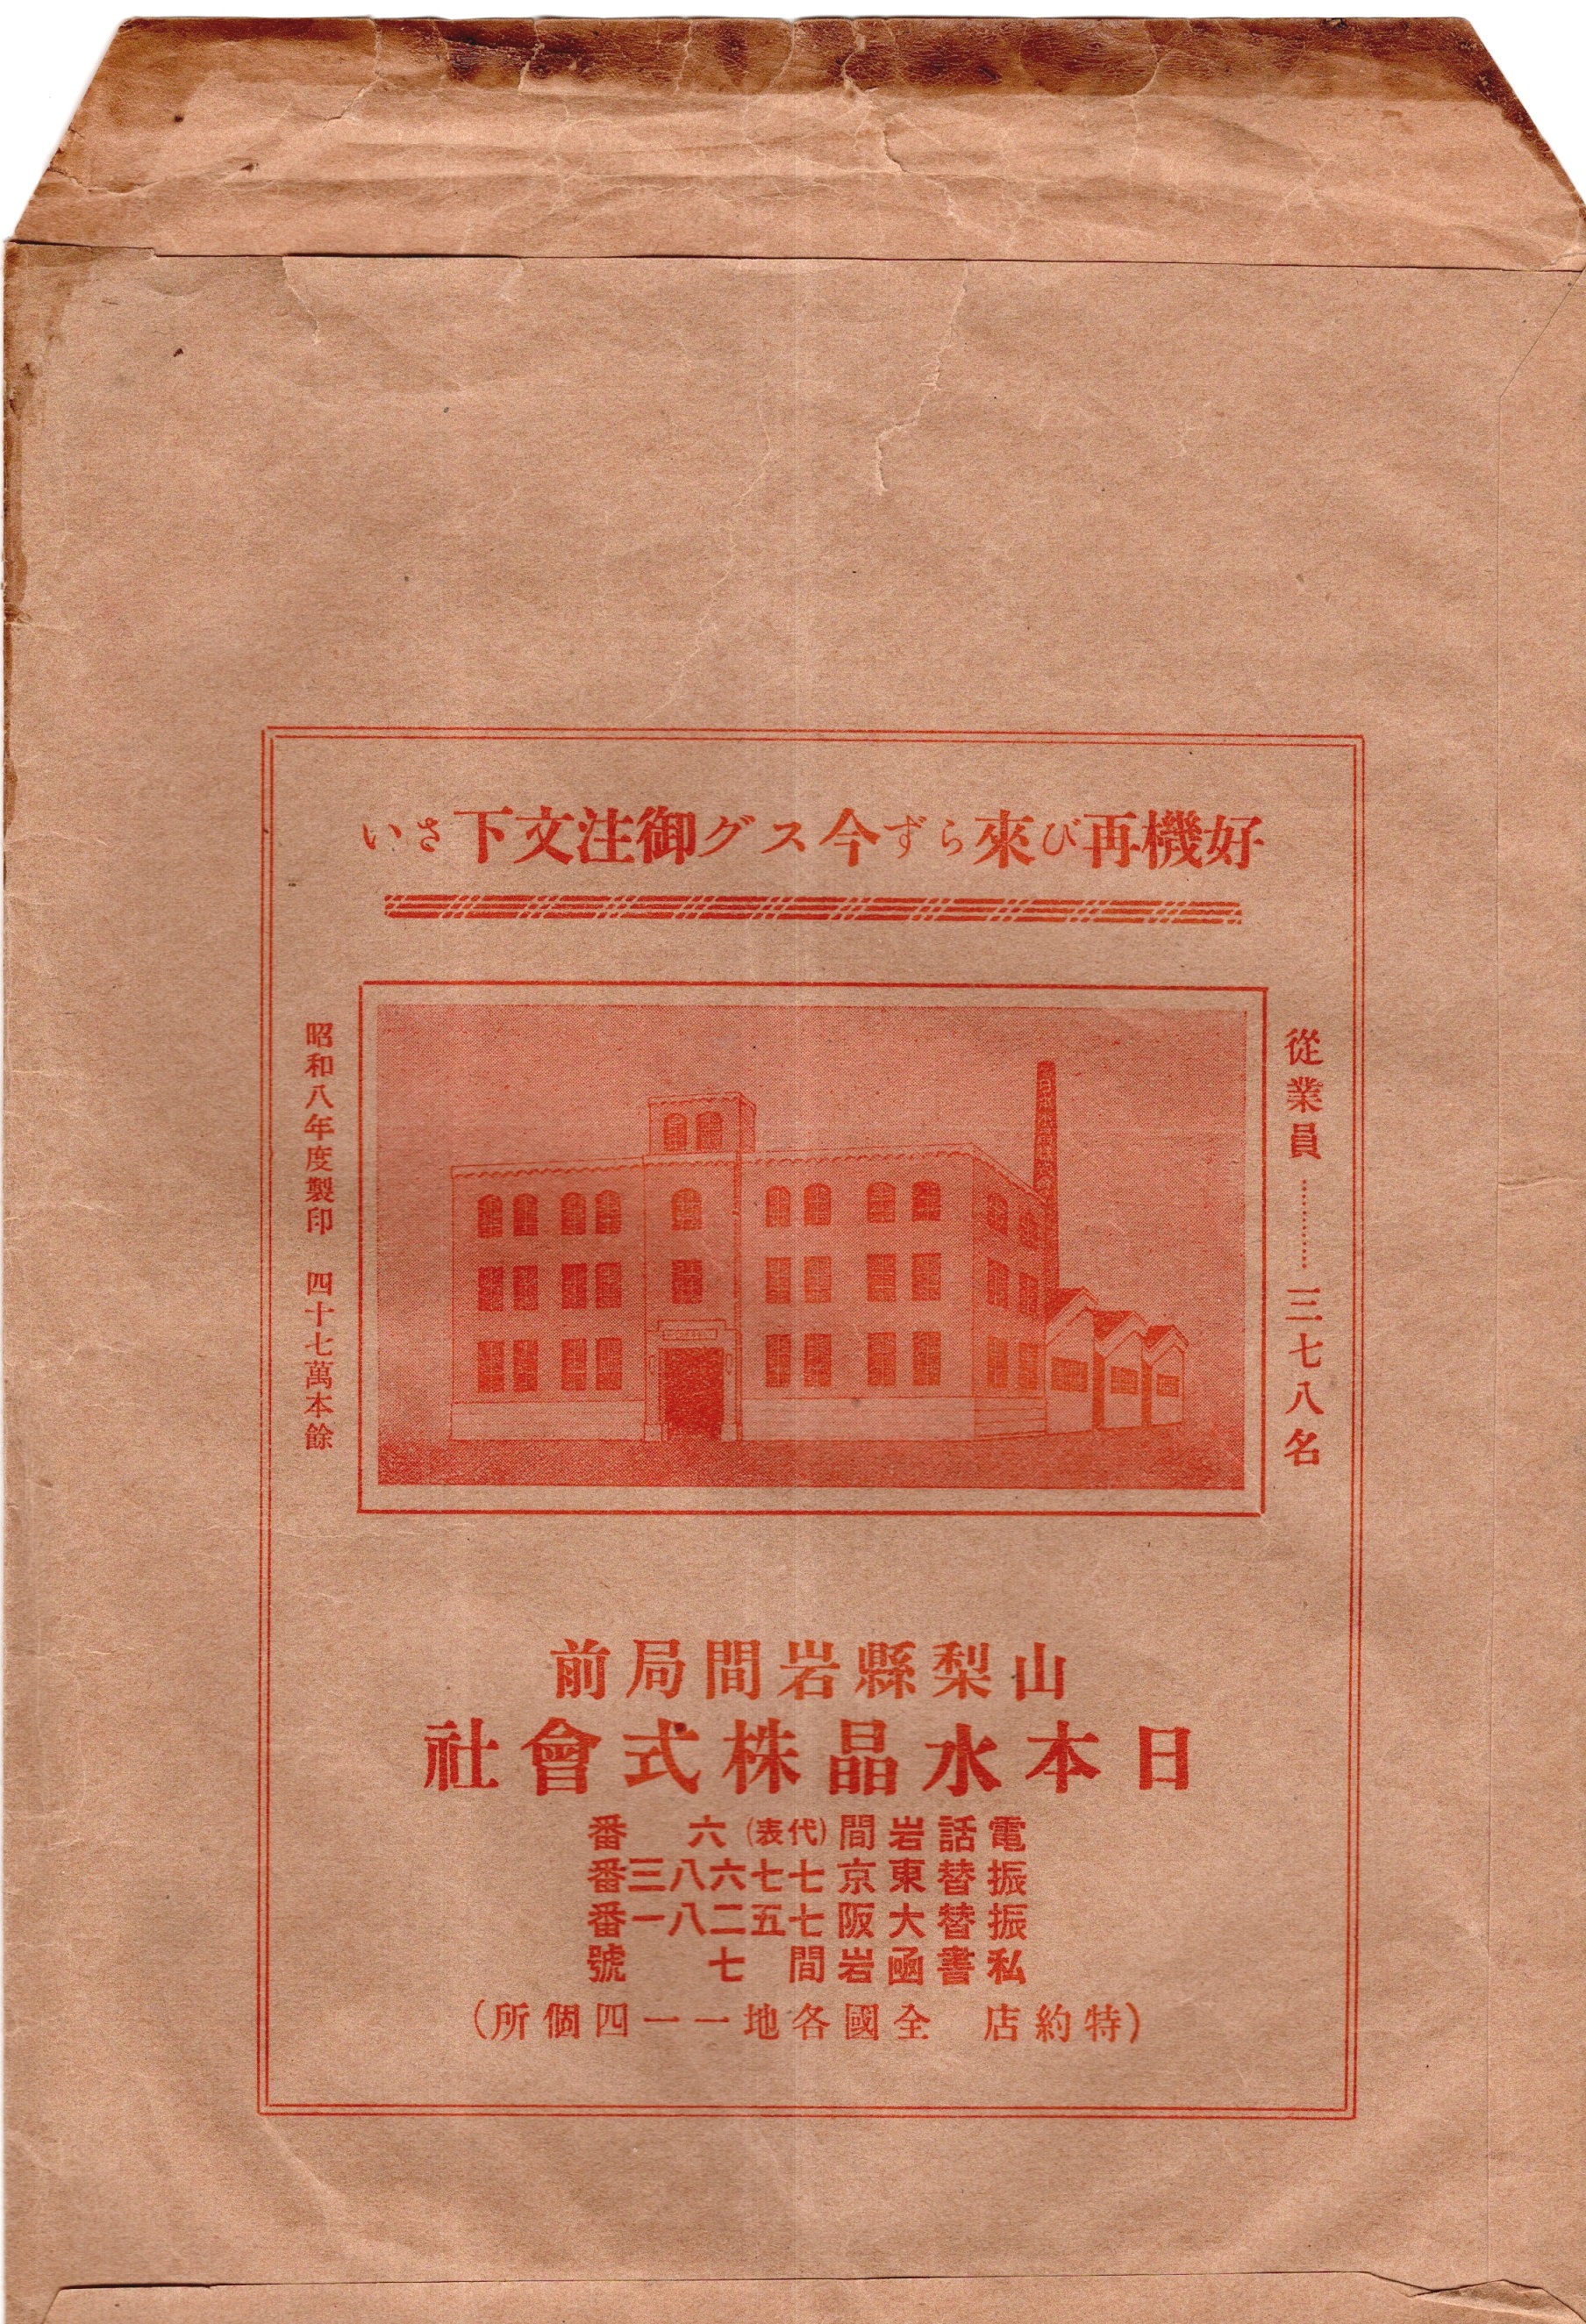 好機再び來らず今スグ御注文下さい
從業員…………三七八名
昭和八年度製印　四十七萬本餘
山梨縣岩間局前
日本水晶株式會社
電話岩間(代表)六番
振替東京七七六八三番
振替大阪七五二八一番
私書函岩間七號
(特約店　全國各地一一四個所)